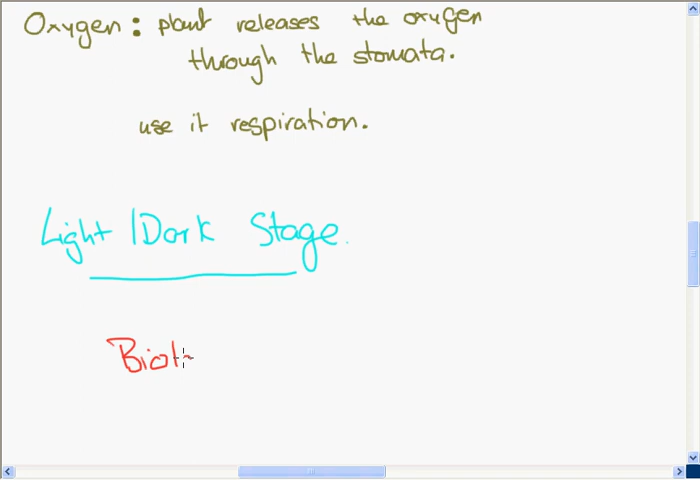 Oxygen: plant releases the oxygen
through the stomata.
use it respiration.
Light/Dark Stage.
Biot